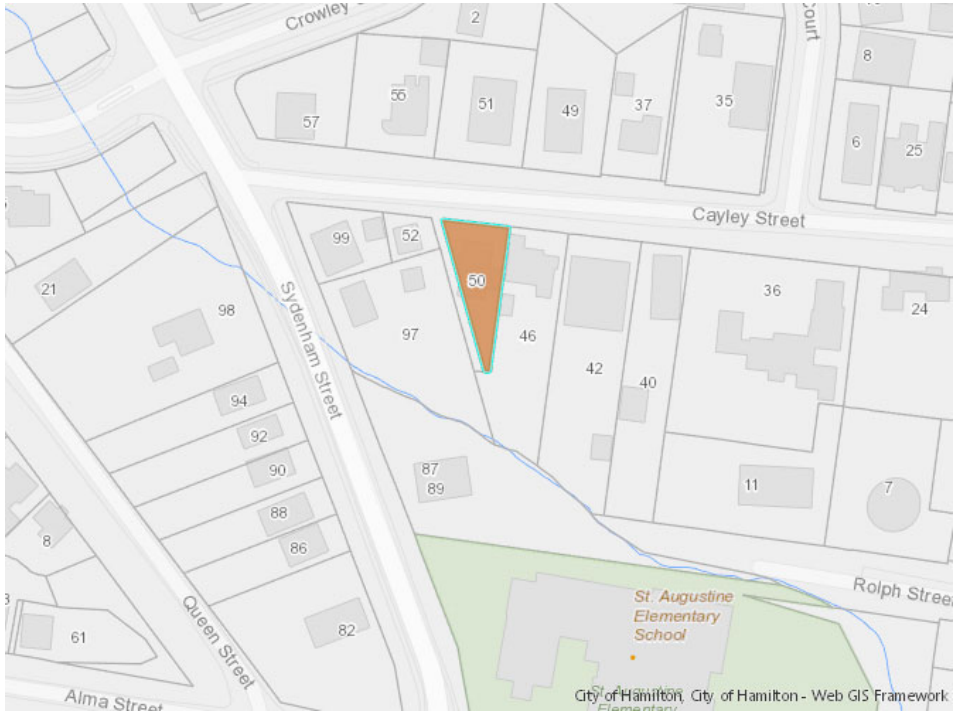 Crowley
2
Court
8
55
51
49
37
35
57
6
25
Cayley Street
99
52
50
21
98
97
46
36
24
Sydenham Street
42
40
94
92
90
87
89
11
7
88
86
8
Rolph Street
St. Augustine
Elementary
School
61
Queen Street
82
Alma Street
St. Augustine
Elementary
City of Hamilton, City of Hamilton - Web GIS Framework